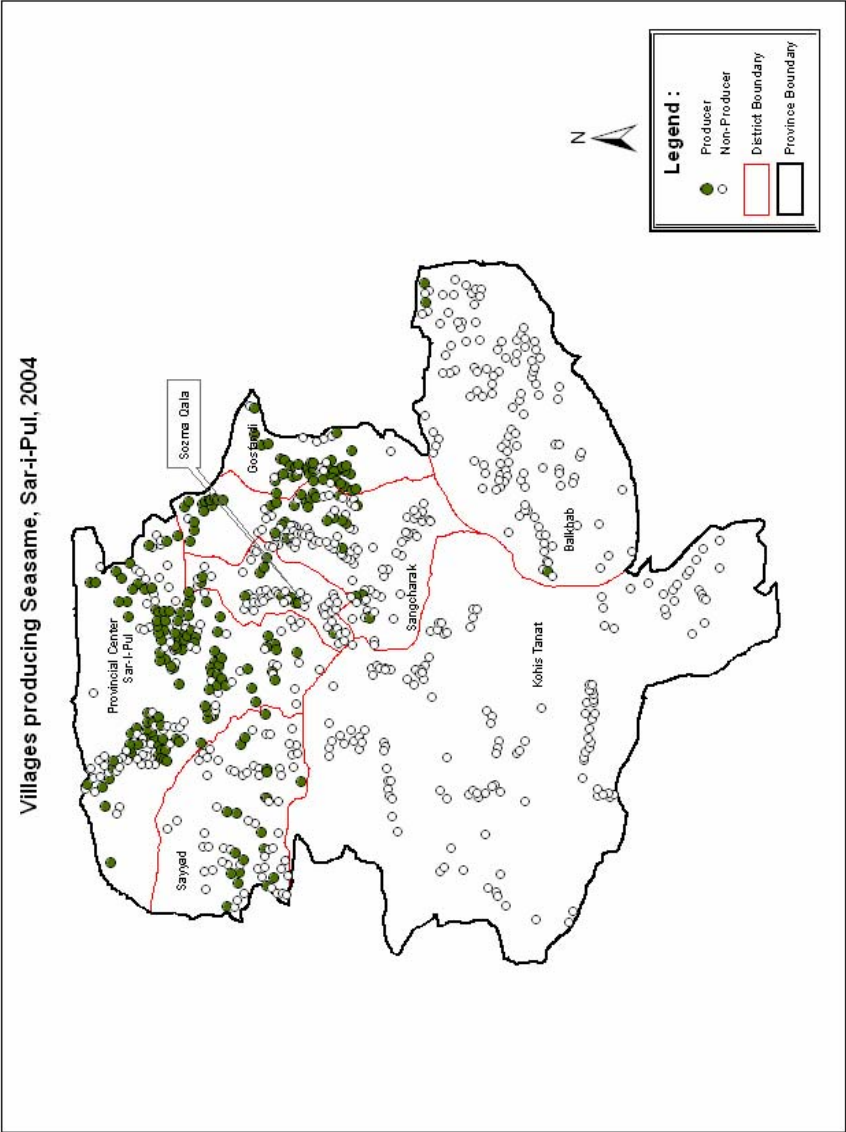 Villages producing Seasame, Sar-i-Pul, 2004
Sozma Qala
Gosfandi
Provincial Center
Sar-I-Pul
Sayyad
Sangcharak
Balkbab
Kohis Tanat
N
Legend :
Producer
Non-Producer
District Boundary
Province Boundary